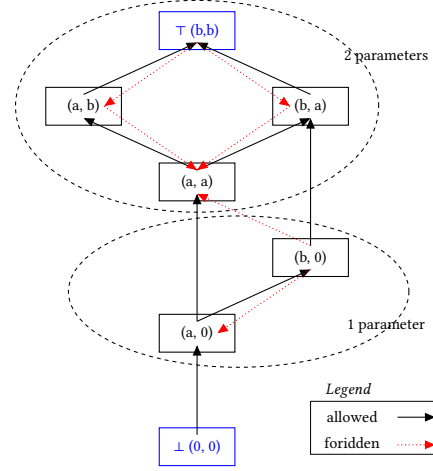 ⊤ (b,b)
2 parameters
(a, b)
(b, a)
(a, a)
(b, 0)
(a, 0)
1 parameter
⊥ (0, 0)
Legend
allowed
foridden